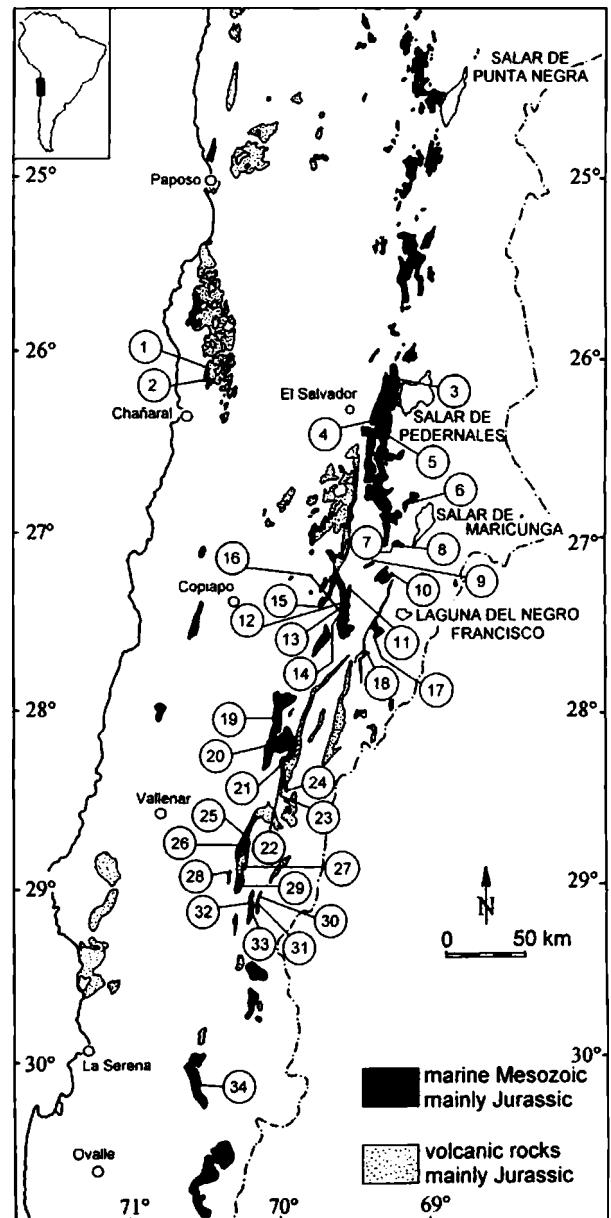 SALAR DE
PUNTA NEGRA
25°
25°
Paposo
1
2
26°
26°
El Salvador
3
Chañaral
4
SALAR DE
PEDERNALES
5
6
27°
27°
SALAR DE
MARICUNGA
7
8
9
16
10
Copiapo
15
LAGUNA DEL NEGRO
FRANCISCO
12
13
11
14
18
17
28°
28°
19
20
21
24
Vallenar
23
25
22
26
27
28
29
29°
29°
32
30
33
31
N
0 50 km
30°
30°
La Serena
34
marine Mesozoic
mainly Jurassic
Ovalle
volcanic rocks
mainly Jurassic
71°
70°
69°